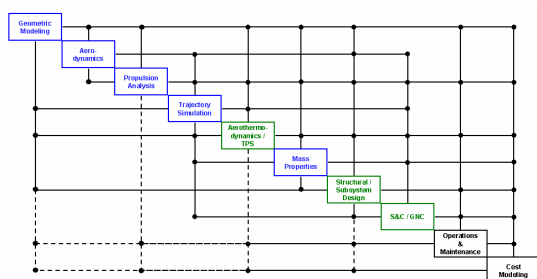 Geometric
Modeling
Aero-
dynamics
Propulsion
Analysis
Trajectory
Simulation
Aerothermo-
dynamics /
TPS
Mass
Properties
Structural /
Subsystem
Design
S&C / GNC
Operations
&
Maintenance
Cost
Modeling